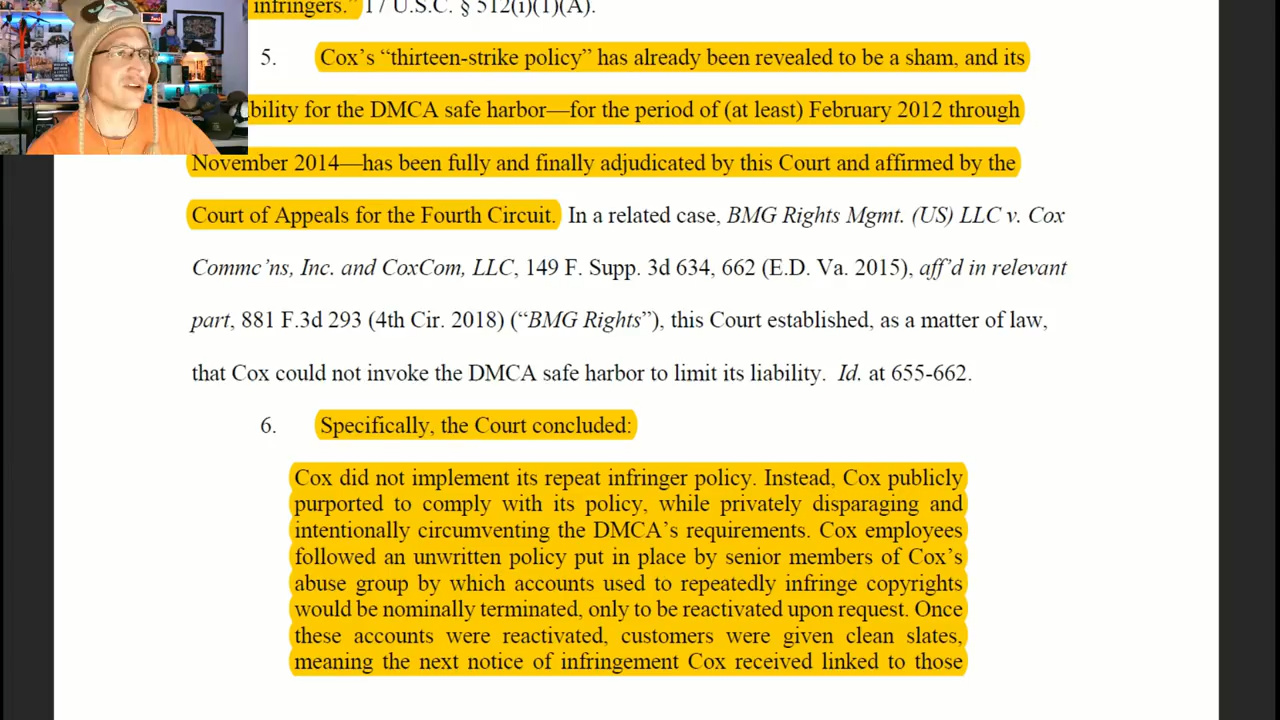 infringers.” 17 U.S.C. § 512(i)(1)(A).
5. Cox’s “thirteen-strike policy” has already been revealed to be a sham, and its
bility for the DMCA safe harbor—for the period of (at least) February 2012 through
November 2014—has been fully and finally adjudicated by this Court and affirmed by the
Court of Appeals for the Fourth Circuit. In a related case, BMG Rights Mgmt. (US) LLC v. Cox
Commc’ns, Inc. and CoxCom, LLC, 149 F. Supp. 3d 634, 662 (E.D. Va. 2015), aff’d in relevant
part, 881 F.3d 293 (4th Cir. 2018) (“BMG Rights”), this Court established, as a matter of law,
that Cox could not invoke the DMCA safe harbor to limit its liability. Id. at 655-662.
6. Specifically, the Court concluded:
Cox did not implement its repeat infringer policy. Instead, Cox publicly
purported to comply with its policy, while privately disparaging and
intentionally circumventing the DMCA’s requirements. Cox employees
followed an unwritten policy put in place by senior members of Cox’s
abuse group by which accounts used to repeatedly infringe copyrights
would be nominally terminated, only to be reactivated upon request. Once
these accounts were reactivated, customers were given clean slates,
meaning the next notice of infringement Cox received linked to those